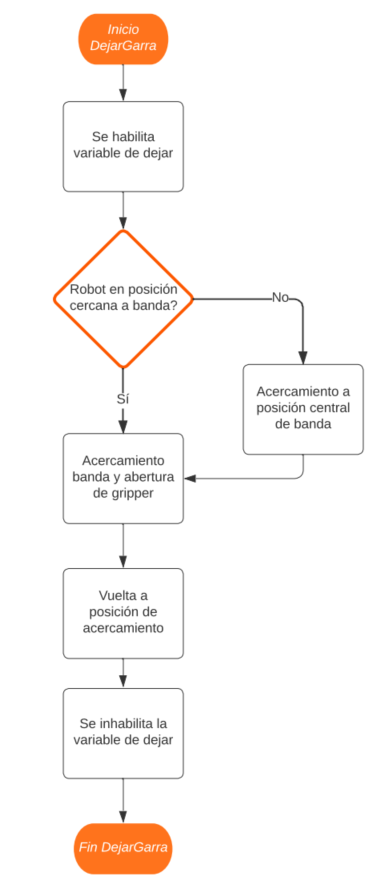 Inicio
DejarGarra
Se habilita
variable de dejar
Robot en posición
cercana a banda?
No
Acercamiento a
posición central
de banda
Sí
Acercamiento
banda y abertura
de gripper
Vuelta a
posición de
acercamiento
Se inhabilita la
variable de dejar
Fin DejarGarra